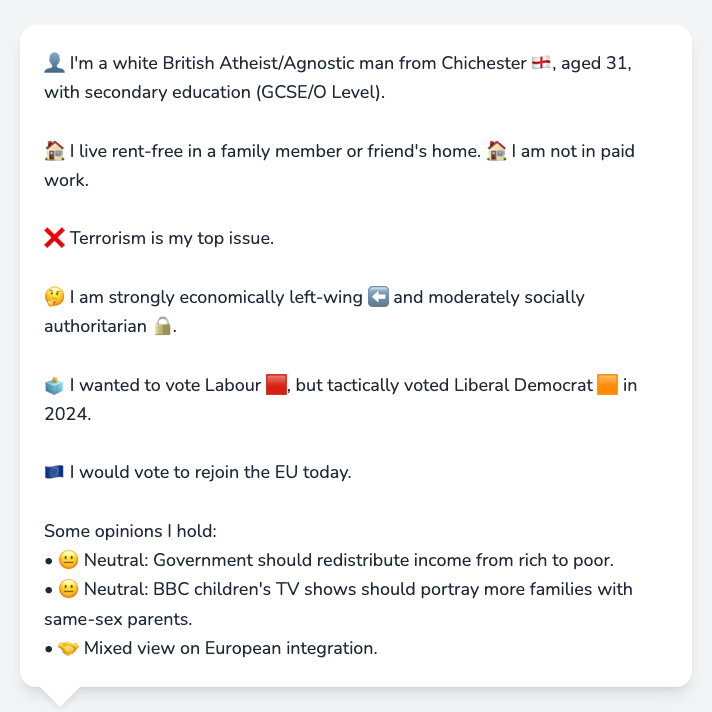 👤 I'm a white British Atheist/Agnostic man from Chichester 🏴󠁧󠁢󠁥󠁮󠁧󠁿, aged 31,
with secondary education (GCSE/O Level).
🏠 I live rent-free in a family member or friend's home. 🏠 I am not in paid
work.
❌ Terrorism is my top issue.
🤔 I am strongly economically left-wing ⬅️ and moderately socially
authoritarian 🔒.
🗳️ I wanted to vote Labour 🟥, but tactically voted Liberal Democrat 🟧 in
2024.
🇪🇺 I would vote to rejoin the EU today.
Some opinions I hold:
• 😐 Neutral: Government should redistribute income from rich to poor.
• 😐 Neutral: BBC children's TV shows should portray more families with
same-sex parents.
• 🤝 Mixed view on European integration.